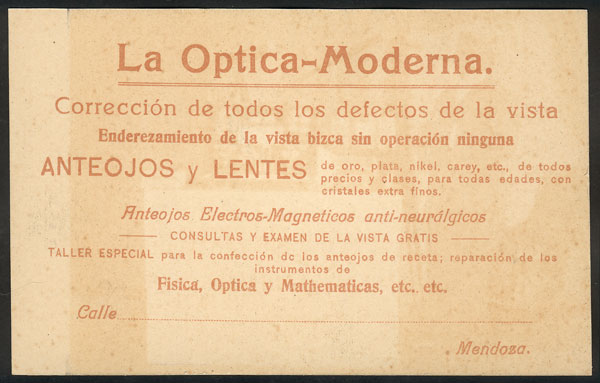 La Optica-Moderna.
Corrección de todos los defectos de la vista
Enderezamiento de la vista bizca sin operación ninguna
ANTEOJOS y LENTES
de oro, plata, nikel, carey, etc., de todos
precios y clases, para todas edades, con
cristales extra finos.
Anteojos Electros-Magneticos anti-neurálgicos
CONSULTAS Y EXAMEN DE LA VISTA GRATIS
TALLER ESPECIAL para la confección de los anteojos de receta; reparación de los
instrumentos de
Fisica, Optica y Mathematicas, etc. etc.
Calle
Mendoza.